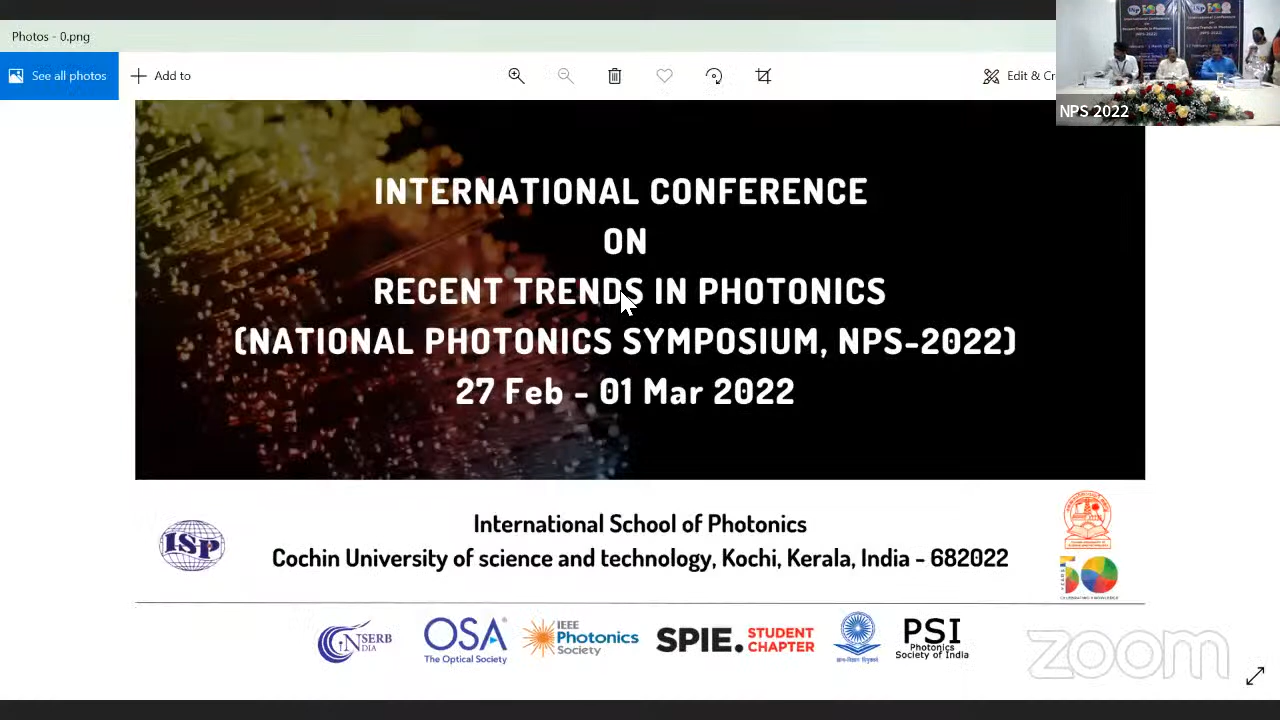 Photos - 0.png
See all photos
Add to
Edit & Cr
NPS 2022
INTERNATIONAL CONFERENCE
ON
RECENT TRENDS IN PHOTONICS
(NATIONAL PHOTONICS SYMPOSIUM, NPS-2022)
27 Feb - 01 Mar 2022
ISP
International School of Photonics
Cochin University of science and technology, Kochi, Kerala, India - 682022
SERB
INDIA
OSA
The Optical Society
IEEE
Photonics
Society
SPIE. STUDENT
CHAPTER
PSI
Photonics
Society of India
zoom